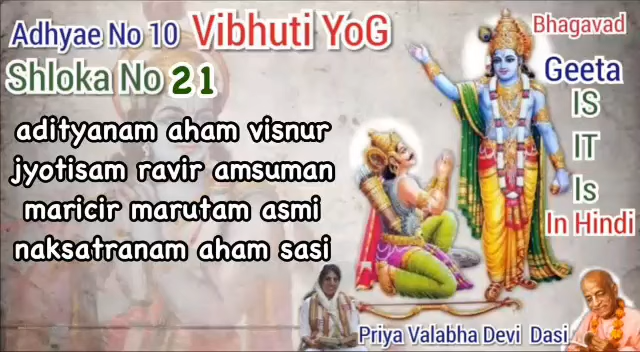 Adhyae No 10 Vibhuti YoG
Shloka No 21
adityanam aham visnur
jyotisam ravir amsuman
maricir marutam asmi
naksatranam aham sasi
Bhagavad
Geeta
IS
IT
Is
In Hindi
Priya Valabha Devi Dasi